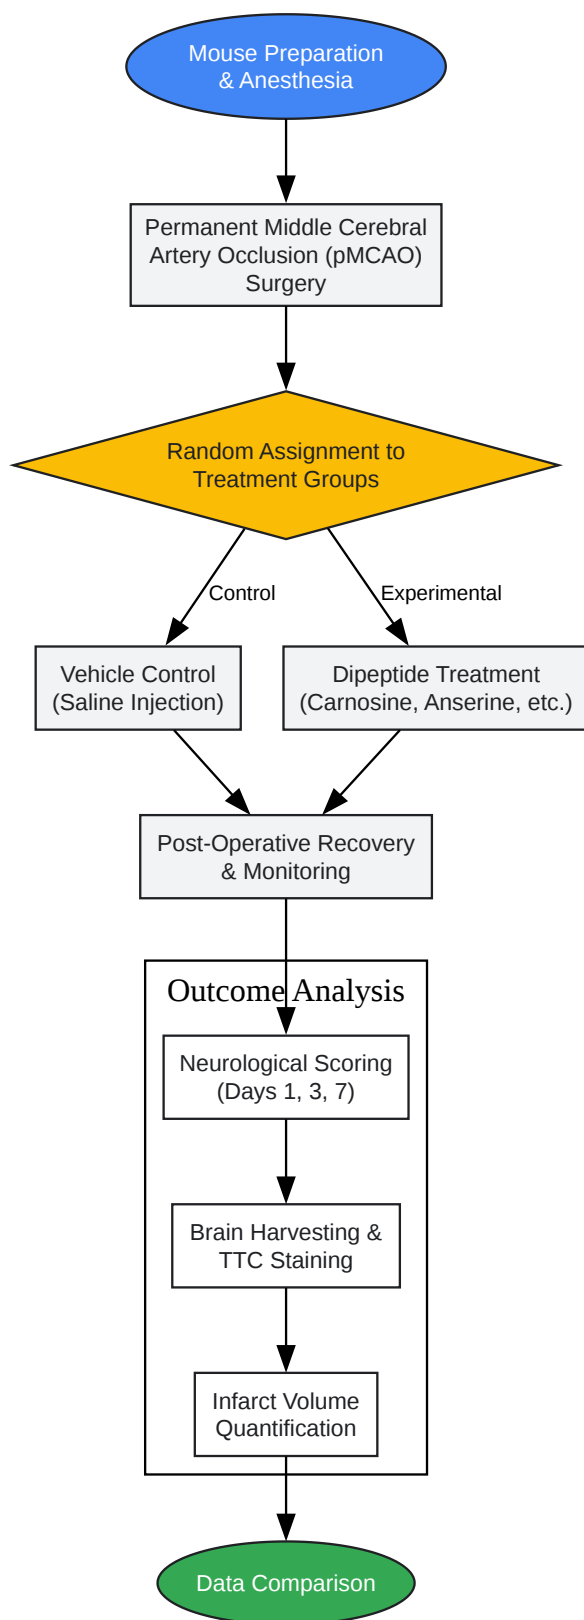 Mouse Preparation
& Anesthesia
Permanent Middle Cerebral
Artery Occlusion (pMCAO)
Surgery
Random Assignment to
Treatment Groups
Control
Experimental
Vehicle Control
(Saline Injection)
Dipeptide Treatment
(Carnosine, Anserine, etc.)
Post-Operative Recovery
& Monitoring
Outcome Analysis
Neurological Scoring
(Days 1, 3, 7)
Brain Harvesting &
TTC Staining
Infarct Volume
Quantification
Data Comparison